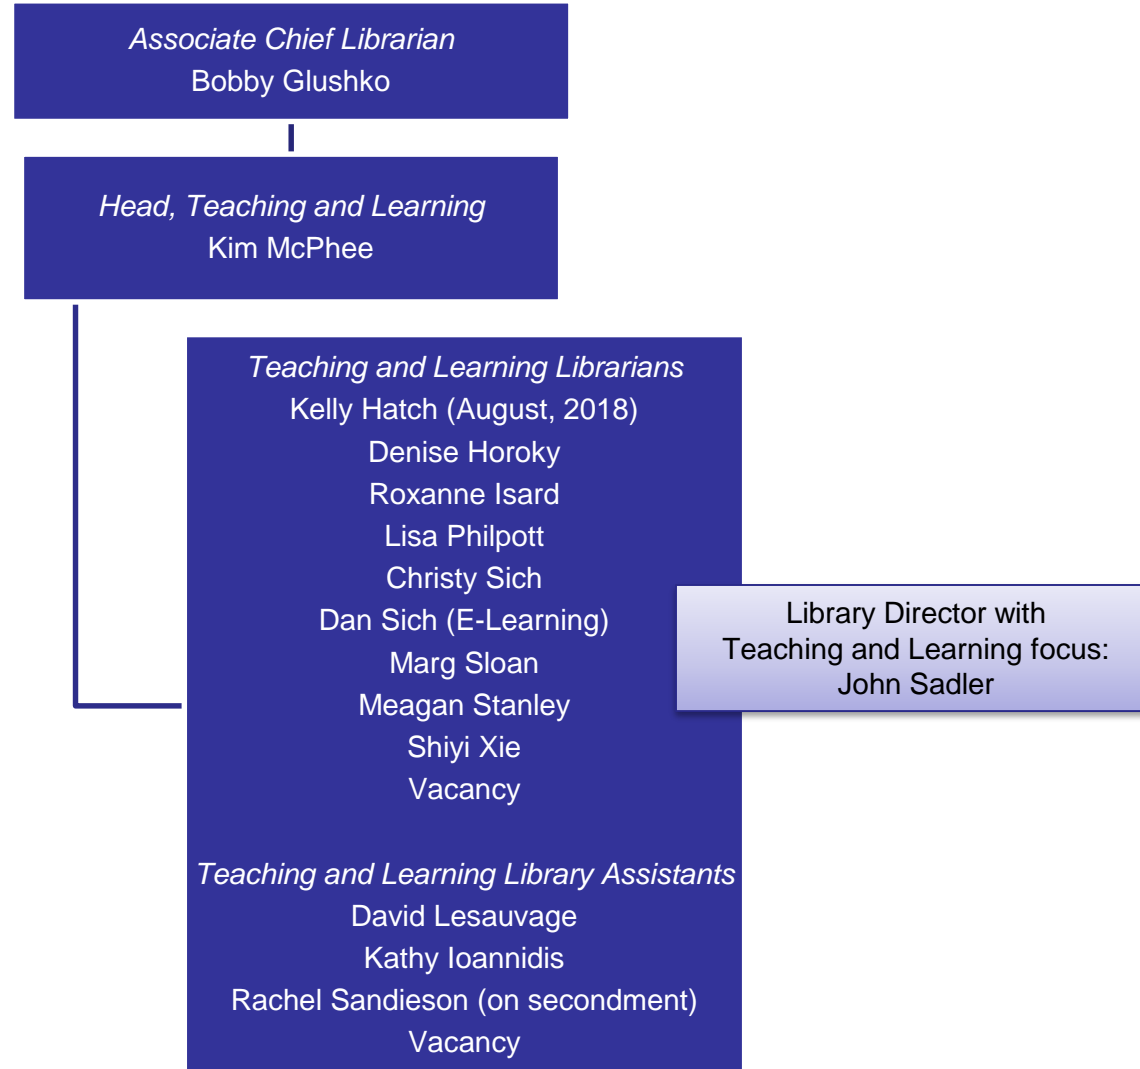 Associate Chief Librarian
Bobby Glushko
Head, Teaching and Learning
Kim McPhee
Teaching and Learning Librarians
Kelly Hatch (August, 2018)
Denise Horoky
Roxanne Isard
Lisa Philpott
Christy Sich
Dan Sich (E-Learning)
Marg Sloan
Meagan Stanley
Shiyi Xie
Vacancy
Teaching and Learning Library Assistants
David Lesauvage
Kathy Ioannidis
Rachel Sandieson (on secondment)
Vacancy
Library Director with
Teaching and Learning focus:
John Sadler